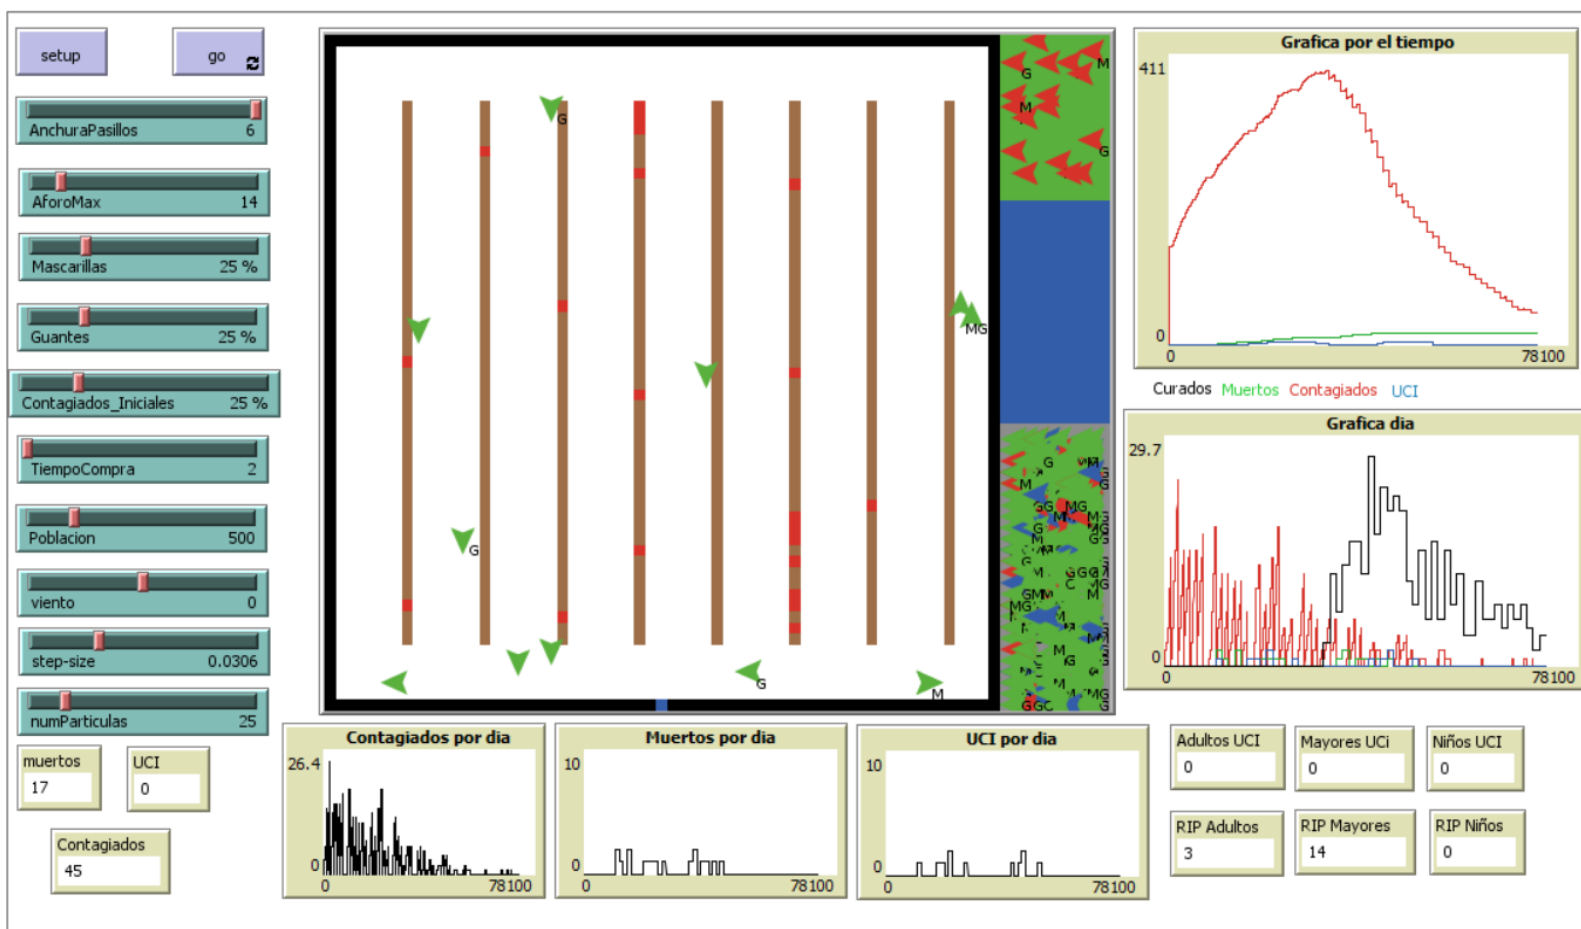 setup
go
AnchuraPasillos 6
AforoMax 14
Mascarillas 25 %
Guantes 25 %
Contagiados_Iniciales 25 %
TiempoCompra 2
Poblacion 500
viento 0
step-size 0.0306
numParticulas 25
muertos
17
UCI
0
Contagiados
45
G
G
G
M
MG
G
M
M
G
G
Grafica por el tiempo
411
0
0 78100
Curados Muertos Contagiados UCI
Grafica dia
29.7
0
0 78100
Contagiados por dia
26.4
0
0 78100
Muertos por dia
10
0
0 78100
UCI por dia
10
0
0 78100
Adultos UCI
0
Mayores UCi
0
Niños UCI
0
RIP Adultos
3
RIP Mayores
14
RIP Niños
0